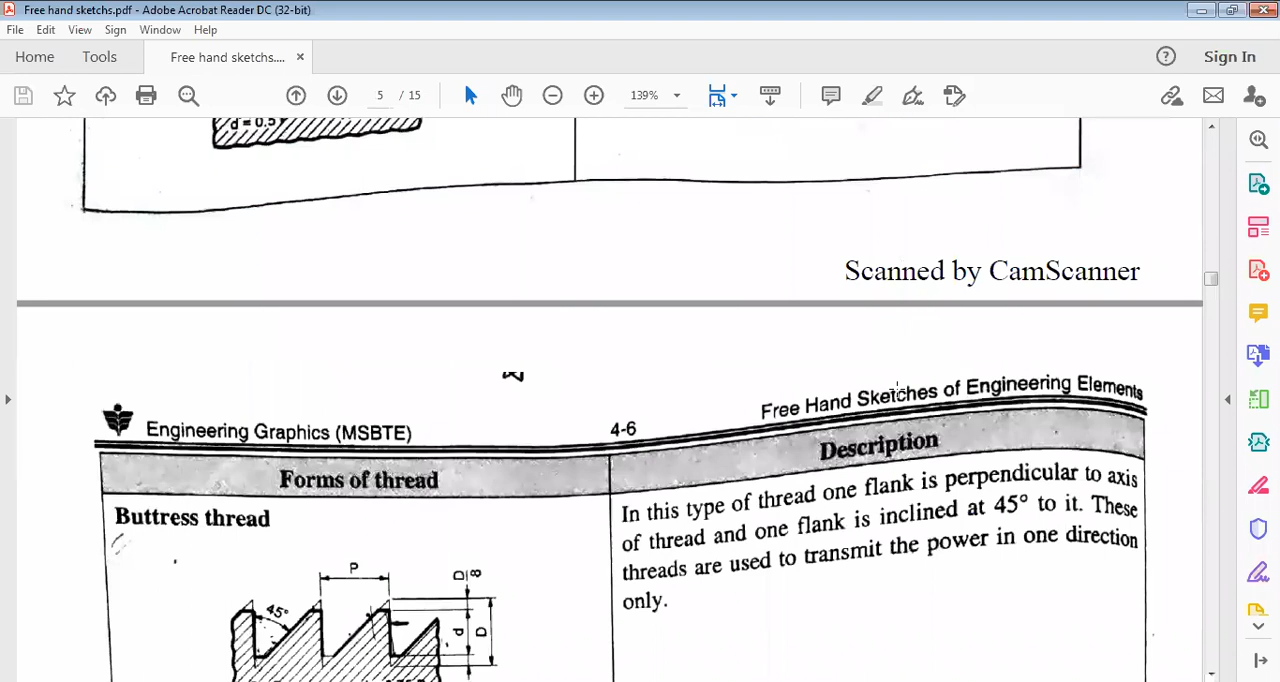 Free hand sketchs.pdf - Adobe Acrobat Reader DC (32-bit)
File Edit View Sign Window Help
Home Tools Free hand sketchs.... × ? Sign In
5 / 15 139%
d = 0.5 P
Scanned by CamScanner
Engineering Graphics (MSBTE) 4-6 Free Hand Sketches of Engineering Elements
Forms of thread Description
Buttress thread
In this type of thread one flank is perpendicular to axis
of thread and one flank is inclined at 45° to it. These
threads are used to transmit the power in one direction
only.
P
D/8
45°
d
D